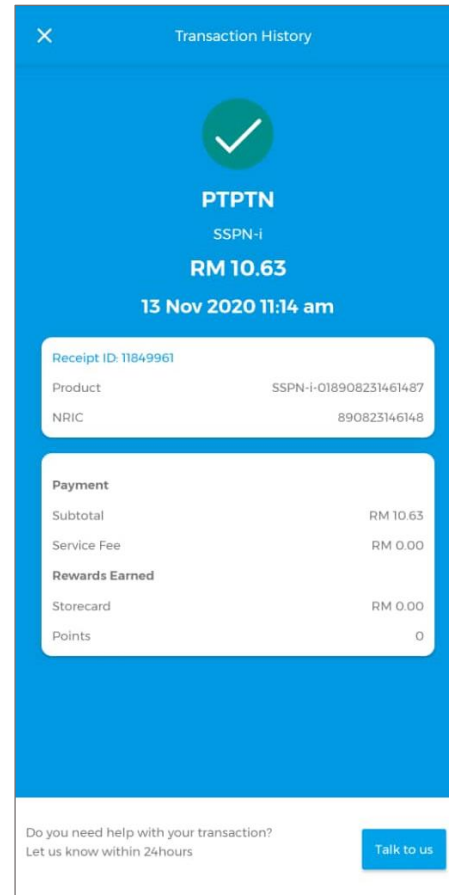 Transaction History
PTPTN
SSPN-i
RM 10.63
13 Nov 2020 11:14 am
Receipt ID: 11849961
Product SSPN-i-018908231461487
NRIC 890823146148
Payment
Subtotal RM 10.63
Service Fee RM 0.00
Rewards Earned
Storecard RM 0.00
Points 0
Do you need help with your transaction?
Let us know within 24hours
Talk to us